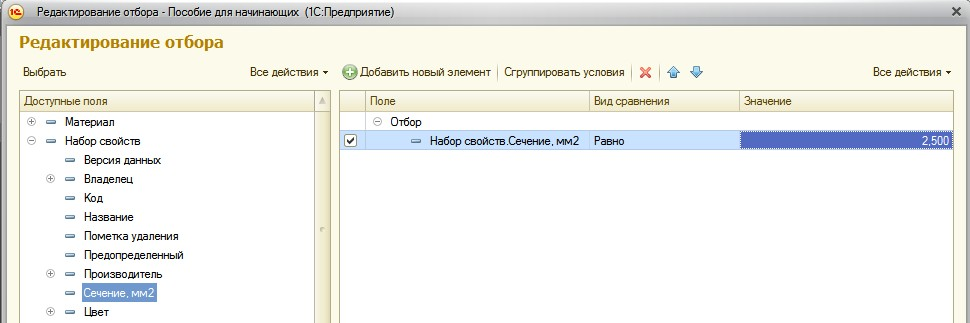 Редактирование отбора - Пособие для начинающих (1С:Предприятие)
Редактирование отбора
Выбрать Все действия Добавить новый элемент Сгруппировать условия Все действия
Доступные поля
Поле Вид сравнения Значение
Материал
Отбор
Набор свойств
Набор свойств.Сечение, мм2 Равно 2,500
Версия данных
Владелец
Код
Название
Пометка удаления
Предопределенный
Производитель
Сечение, мм2
Цвет